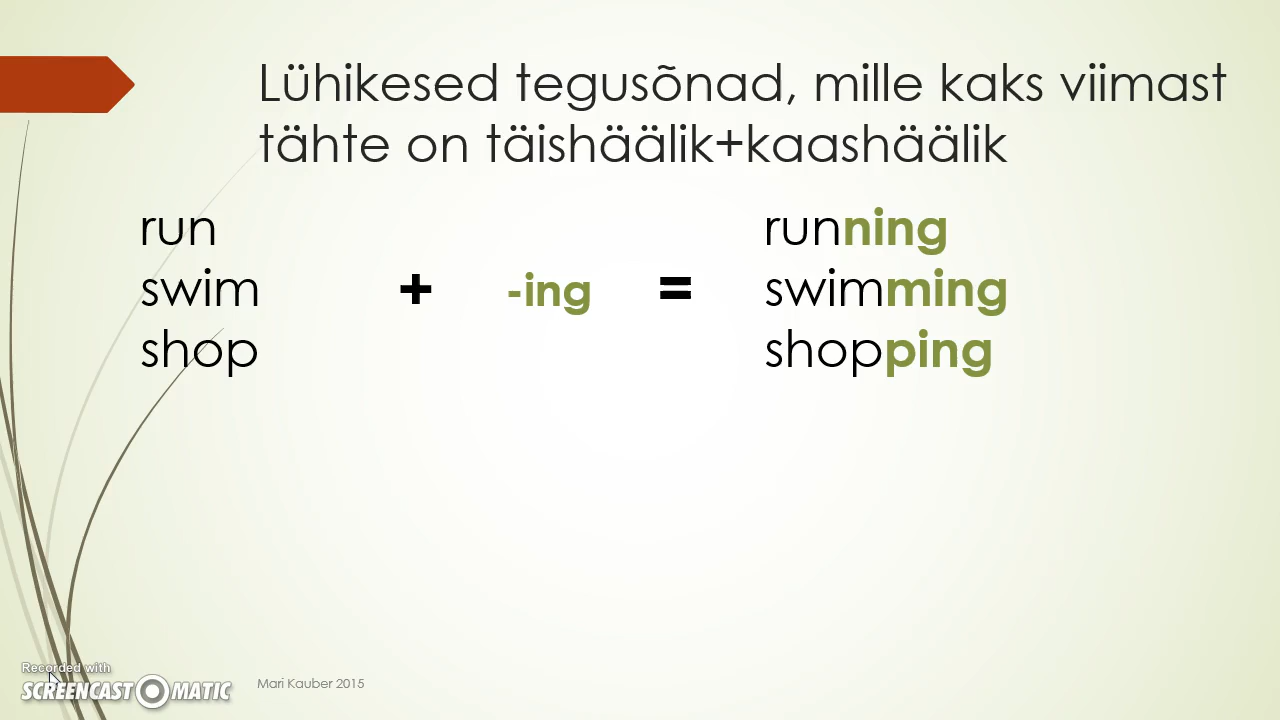 Lühikesed tegusõnad, mille kaks viimast
tähte on täishäälik+kaashäälik
run running
swim + -ing = swimming
shop shopping
Recorded with
SCREENCAST-O-MATIC
Mari Kauber 2015